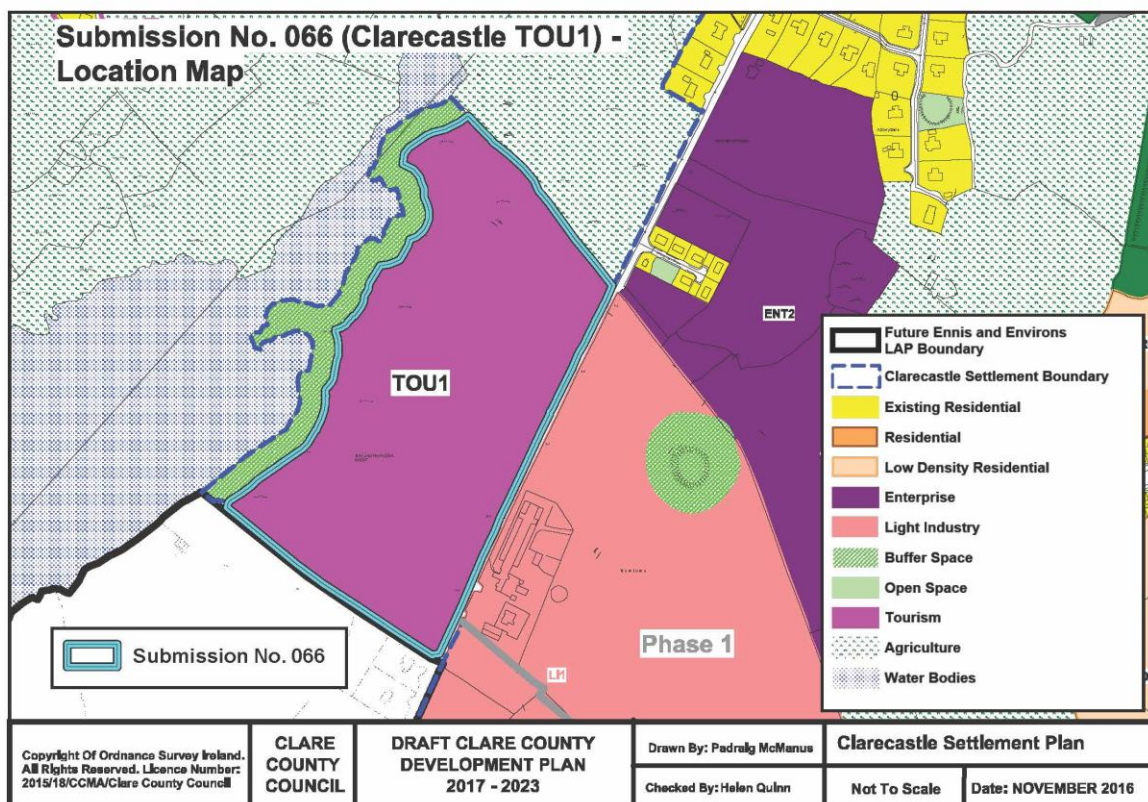 Submission No. 066 (Clarecastle TOU1) -
Location Map
TOU1
ENT2
Phase 1
LI1
Submission No. 066
Future Ennis and Environs
LAP Boundary
Clarecastle Settlement Boundary
Existing Residential
Residential
Low Density Residential
Enterprise
Light Industry
Buffer Space
Open Space
Tourism
Agriculture
Water Bodies
Copyright Of Ordnance Survey Ireland.
All Rights Reserved. Licence Number:
2015/18/CCMA/Clare County Council
CLARE
COUNTY
COUNCIL
DRAFT CLARE COUNTY
DEVELOPMENT PLAN
2017 - 2023
Drawn By: Padraig McManus
Checked By: Helen Quinn
Clarecastle Settlement Plan
Not To Scale
Date: NOVEMBER 2016